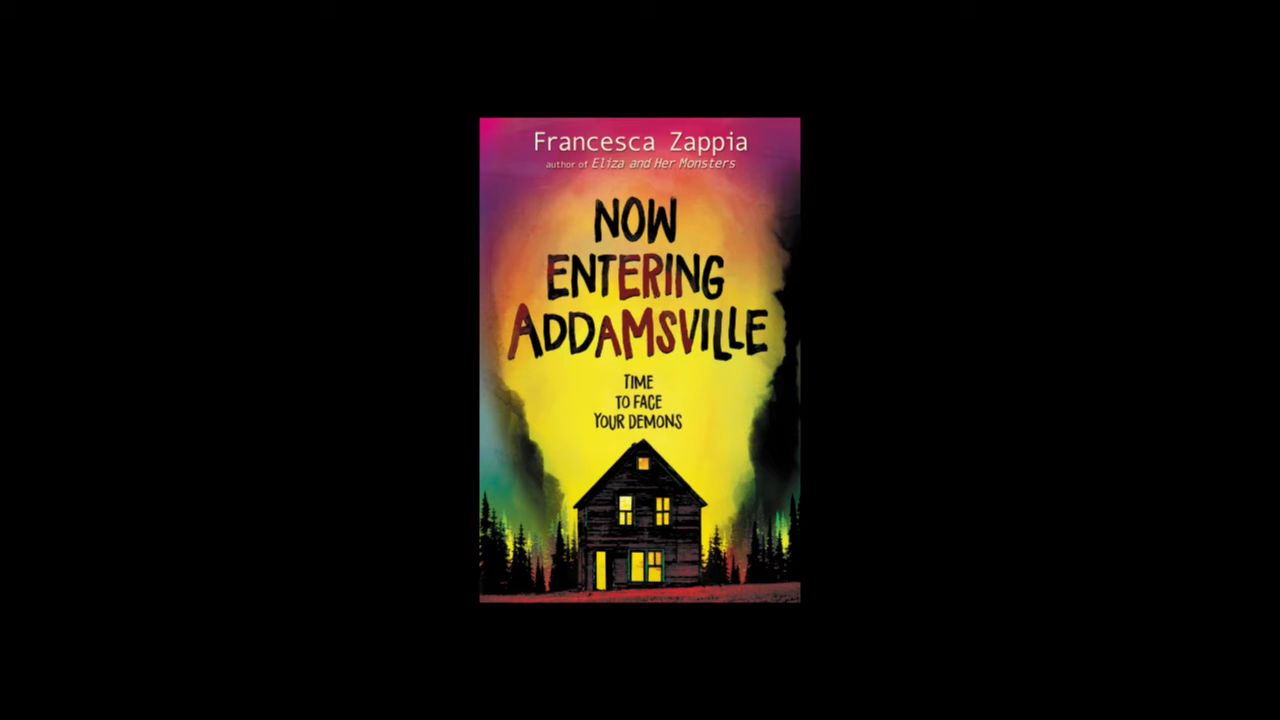 Francesca Zappia
author of Eliza and Her Monsters
NOW
ENTERING
ADDAMSVILLE
TIME
TO FACE
YOUR DEMONS